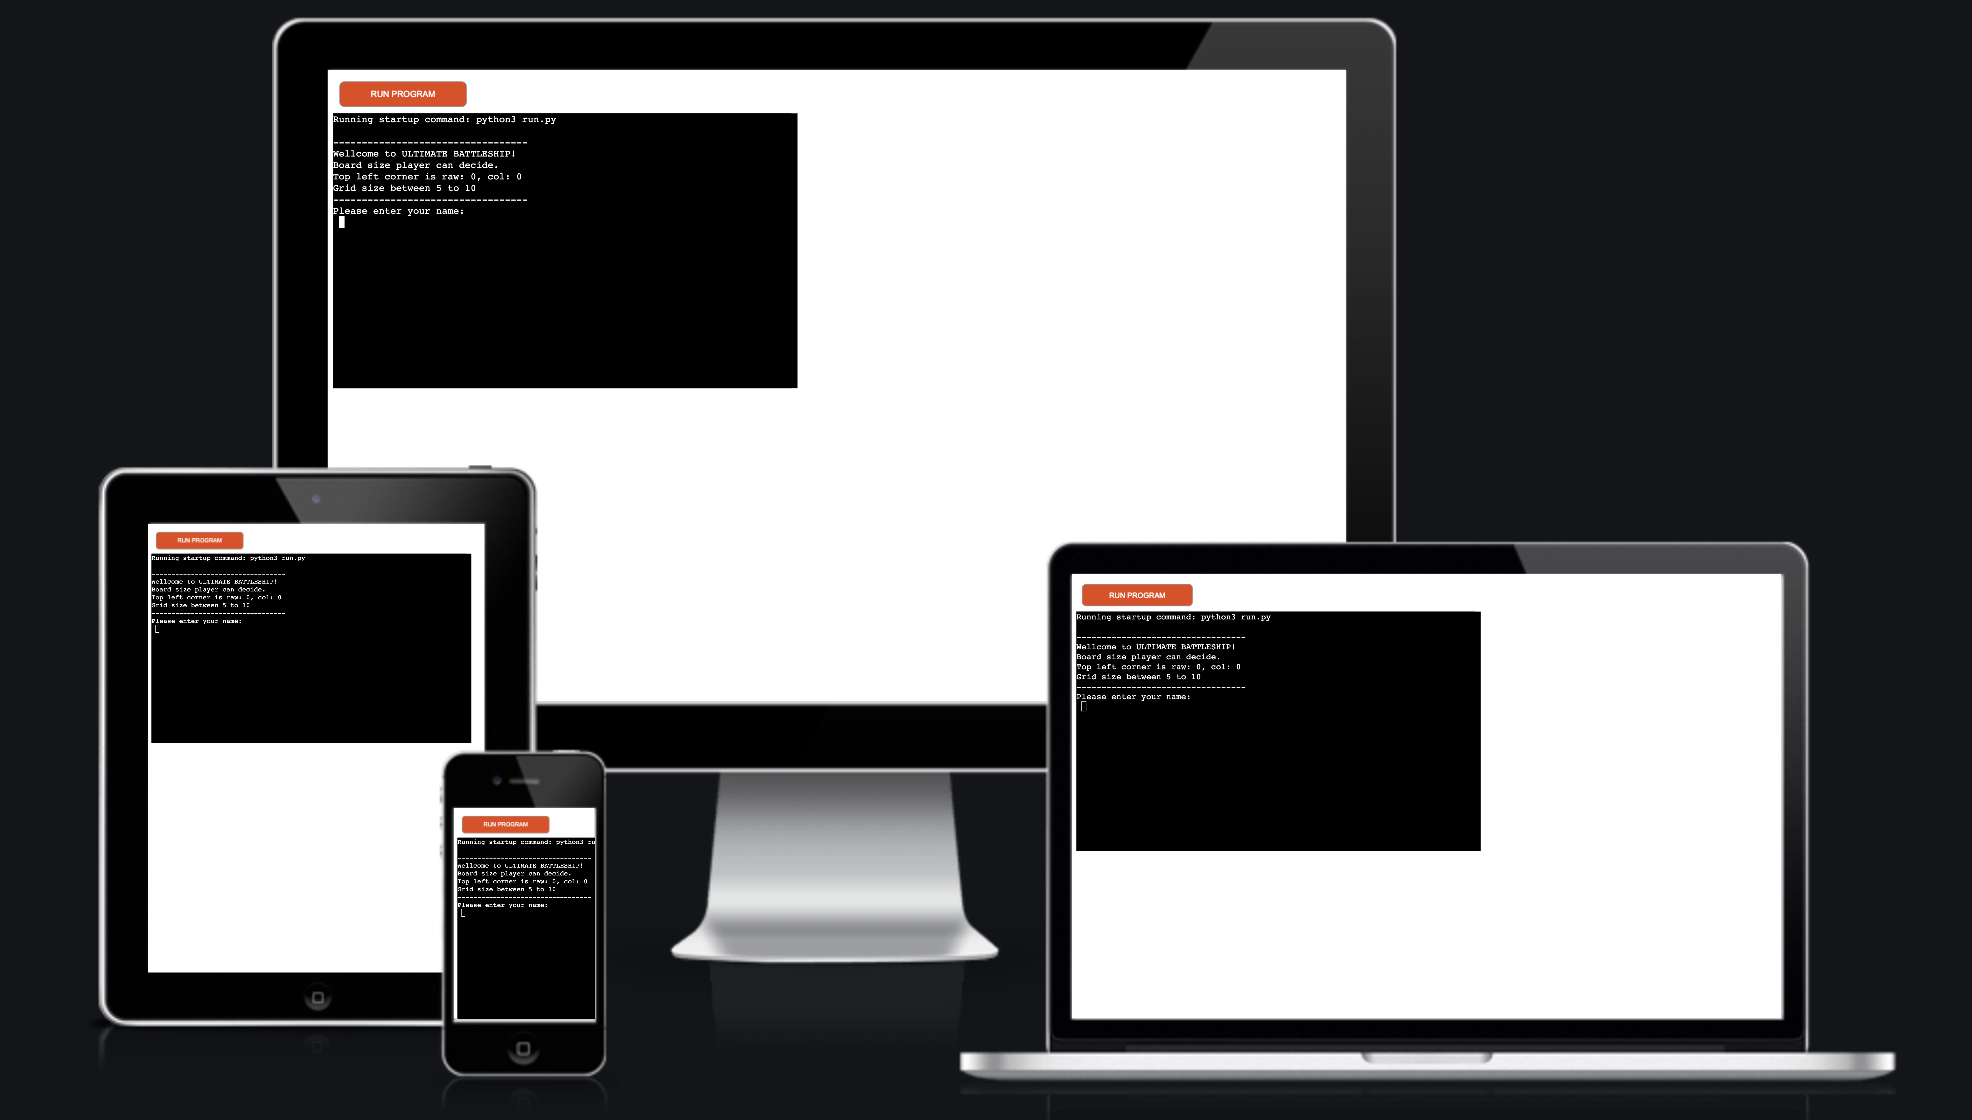 RUN PROGRAM
Running startup command: python3 run.py
----------------------------------
Wellcome to ULTIMATE BATTLESHIP!
Board size player can decide.
Top left corner is raw: 0, col: 0
Grid size between 5 to 10
----------------------------------
Please enter your name:
RUN PROGRAM
Running startup command: python3 run.py
----------------------------------
Wellcome to ULTIMATE BATTLESHIP!
Board size player can decide.
Top left corner is raw: 0, col: 0
Grid size between 5 to 10
----------------------------------
Please enter your name:
RUN PROGRAM
Running startup command: python3 run.py
----------------------------------
Wellcome to ULTIMATE BATTLESHIP!
Board size player can decide.
Top left corner is raw: 0, col: 0
Grid size between 5 to 10
----------------------------------
Please enter your name:
RUN PROGRAM
Running startup command: python3 ru
----------------------------------
Wellcome to ULTIMATE BATTLESHIP!
Board size player can decide.
Top left corner is raw: 0, col: 0
Grid size between 5 to 10
----------------------------------
Please enter your name: